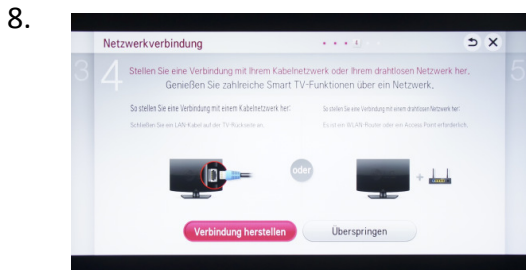 8.
Netzwerkverbindung
3 4 5
Stellen Sie eine Verbindung mit Ihrem Kabelnetzwerk oder Ihrem drahtlosen Netzwerk her.
Genießen Sie zahlreiche Smart TV-Funktionen über ein Netzwerk.
So stellen Sie eine Verbindung mit einem Kabelnetzwerk her:
Schließen Sie ein LAN-Kabel auf der TV-Rückseite an.
So stellen Sie eine Verbindung mit einem drahtlosen Netzwerk her:
Es ist ein WLAN-Router oder ein Access Point erforderlich.
oder
+
Verbindung herstellen
Überspringen